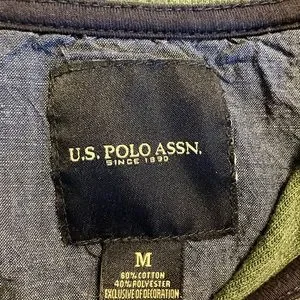 U.S. POLO ASSN.
SINCE 1890
M
60% COTTON
40% POLYESTER
EXCLUSIVE OF DECORATION